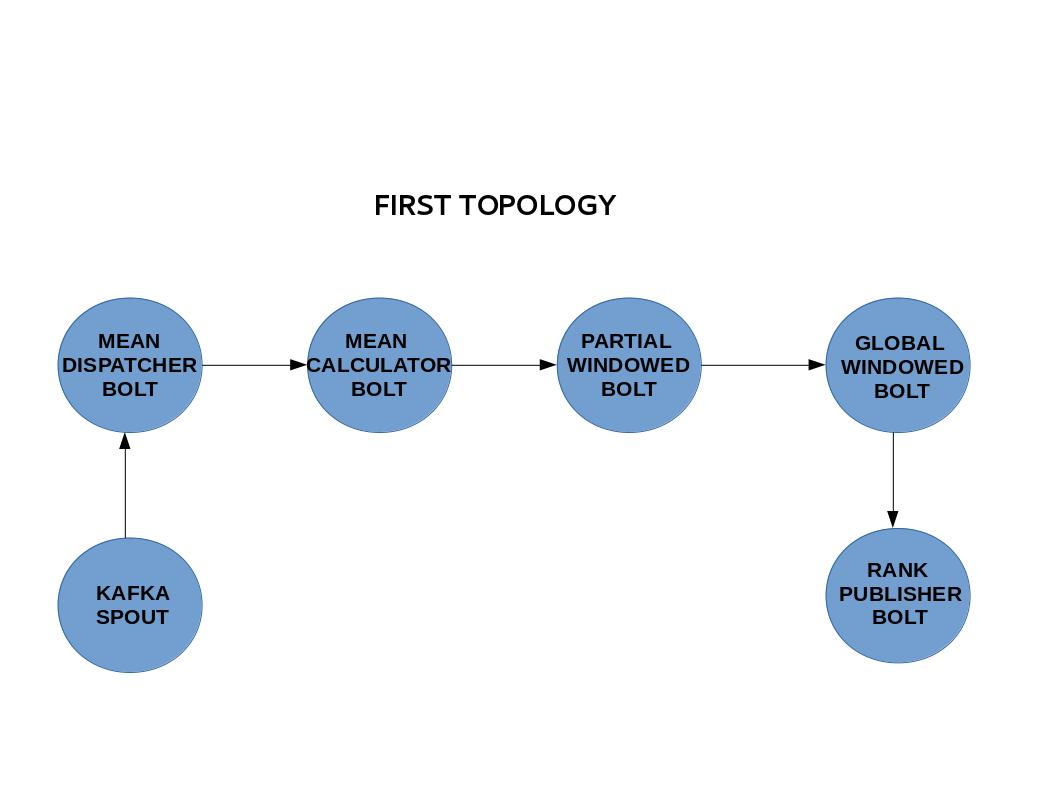 FIRST TOPOLOGY
MEAN
DISPATCHER
BOLT
MEAN
CALCULATOR
BOLT
PARTIAL
WINDOWED
BOLT
GLOBAL
WINDOWED
BOLT
KAFKA
SPOUT
RANK
PUBLISHER
BOLT